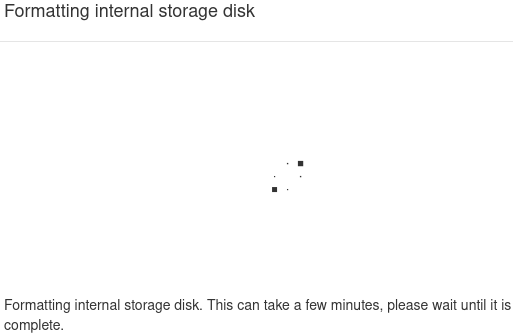 Formatting internal storage disk
Formatting internal storage disk. This can take a few minutes, please wait until it is
complete.